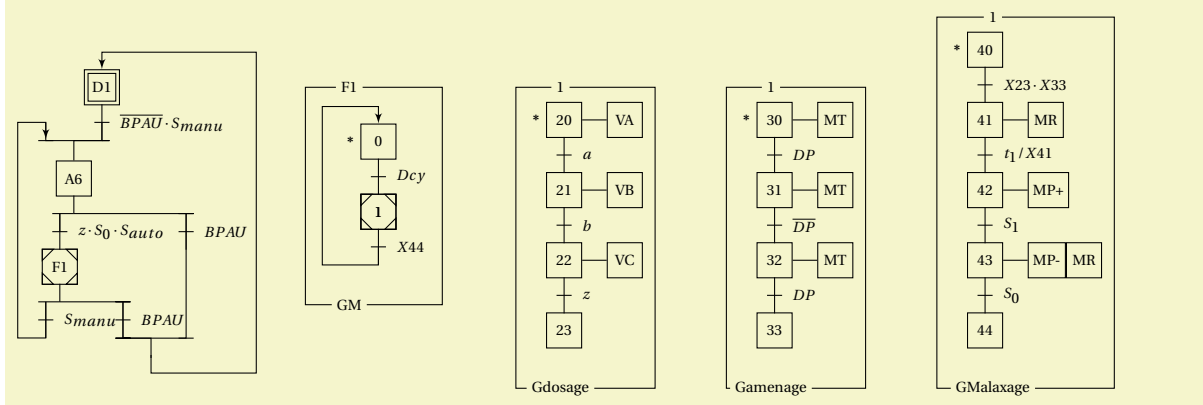 D1
B̅P̅A̅U̅ · Smanu
A6
z · S0 · Sauto
BPAU
F1
Smanu
BPAU
F1
*
0
Dcy
1
X44
GM
1
*
20
VA
a
21
VB
b
22
VC
z
23
Gdosage
1
*
30
MT
DP
31
MT
D̅P̅
32
MT
DP
33
Gamenage
1
*
40
X23 · X33
41
MR
t1/X41
42
MP+
S1
43
MP-
MR
S0
44
GMalaxage